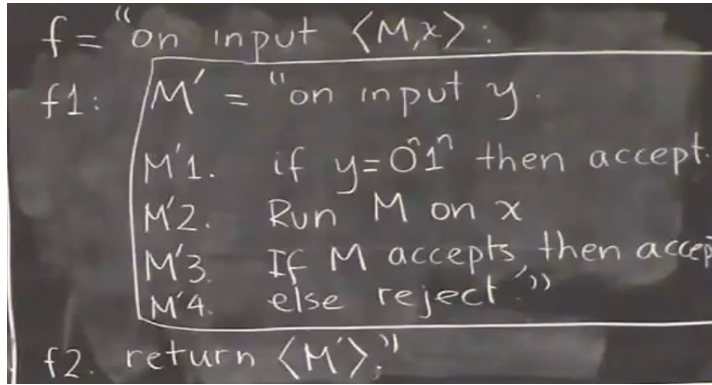 f = "on input ⟨M,x⟩:
f1: M' = "on input y.
M'1. if y=0ⁿ1ⁿ then accept.
M'2. Run M on x
M'3. If M accepts, then accep
M'4. else reject."
f2. return ⟨M'⟩."